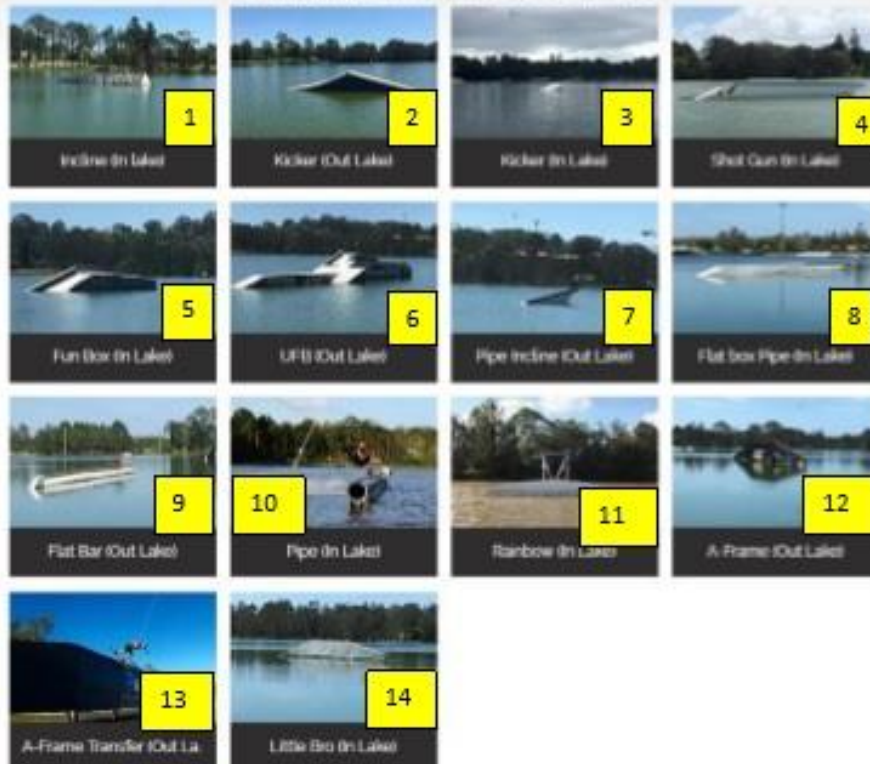 1
2
3
4
Incline (In lake)
Kicker (Out Lake)
Kicker (In Lake)
Shot Gun (In Lake)
5
6
7
8
Fun Box (In Lake)
UFB (Out Lake)
Pipe Incline (Out Lake)
Flat box Pipe (In Lake)
9
10
11
12
Flat Bar (Out Lake)
Pipe (In Lake)
Rainbow (In Lake)
A-Frame (Out Lake)
13
14
A-Frame Transfer (Out La
Little Bro (In Lake)